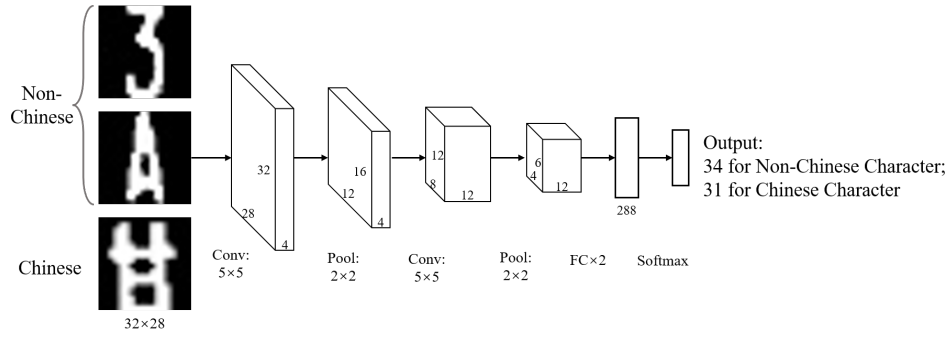 3
Non-
Chinese
A
Chinese
32×28
32
28
4
Conv:
5×5
16
12
4
Pool:
2×2
12
8
12
Conv:
5×5
6
4
12
Pool:
2×2
288
FC×2
Softmax
Output:
34 for Non-Chinese Character;
31 for Chinese Character